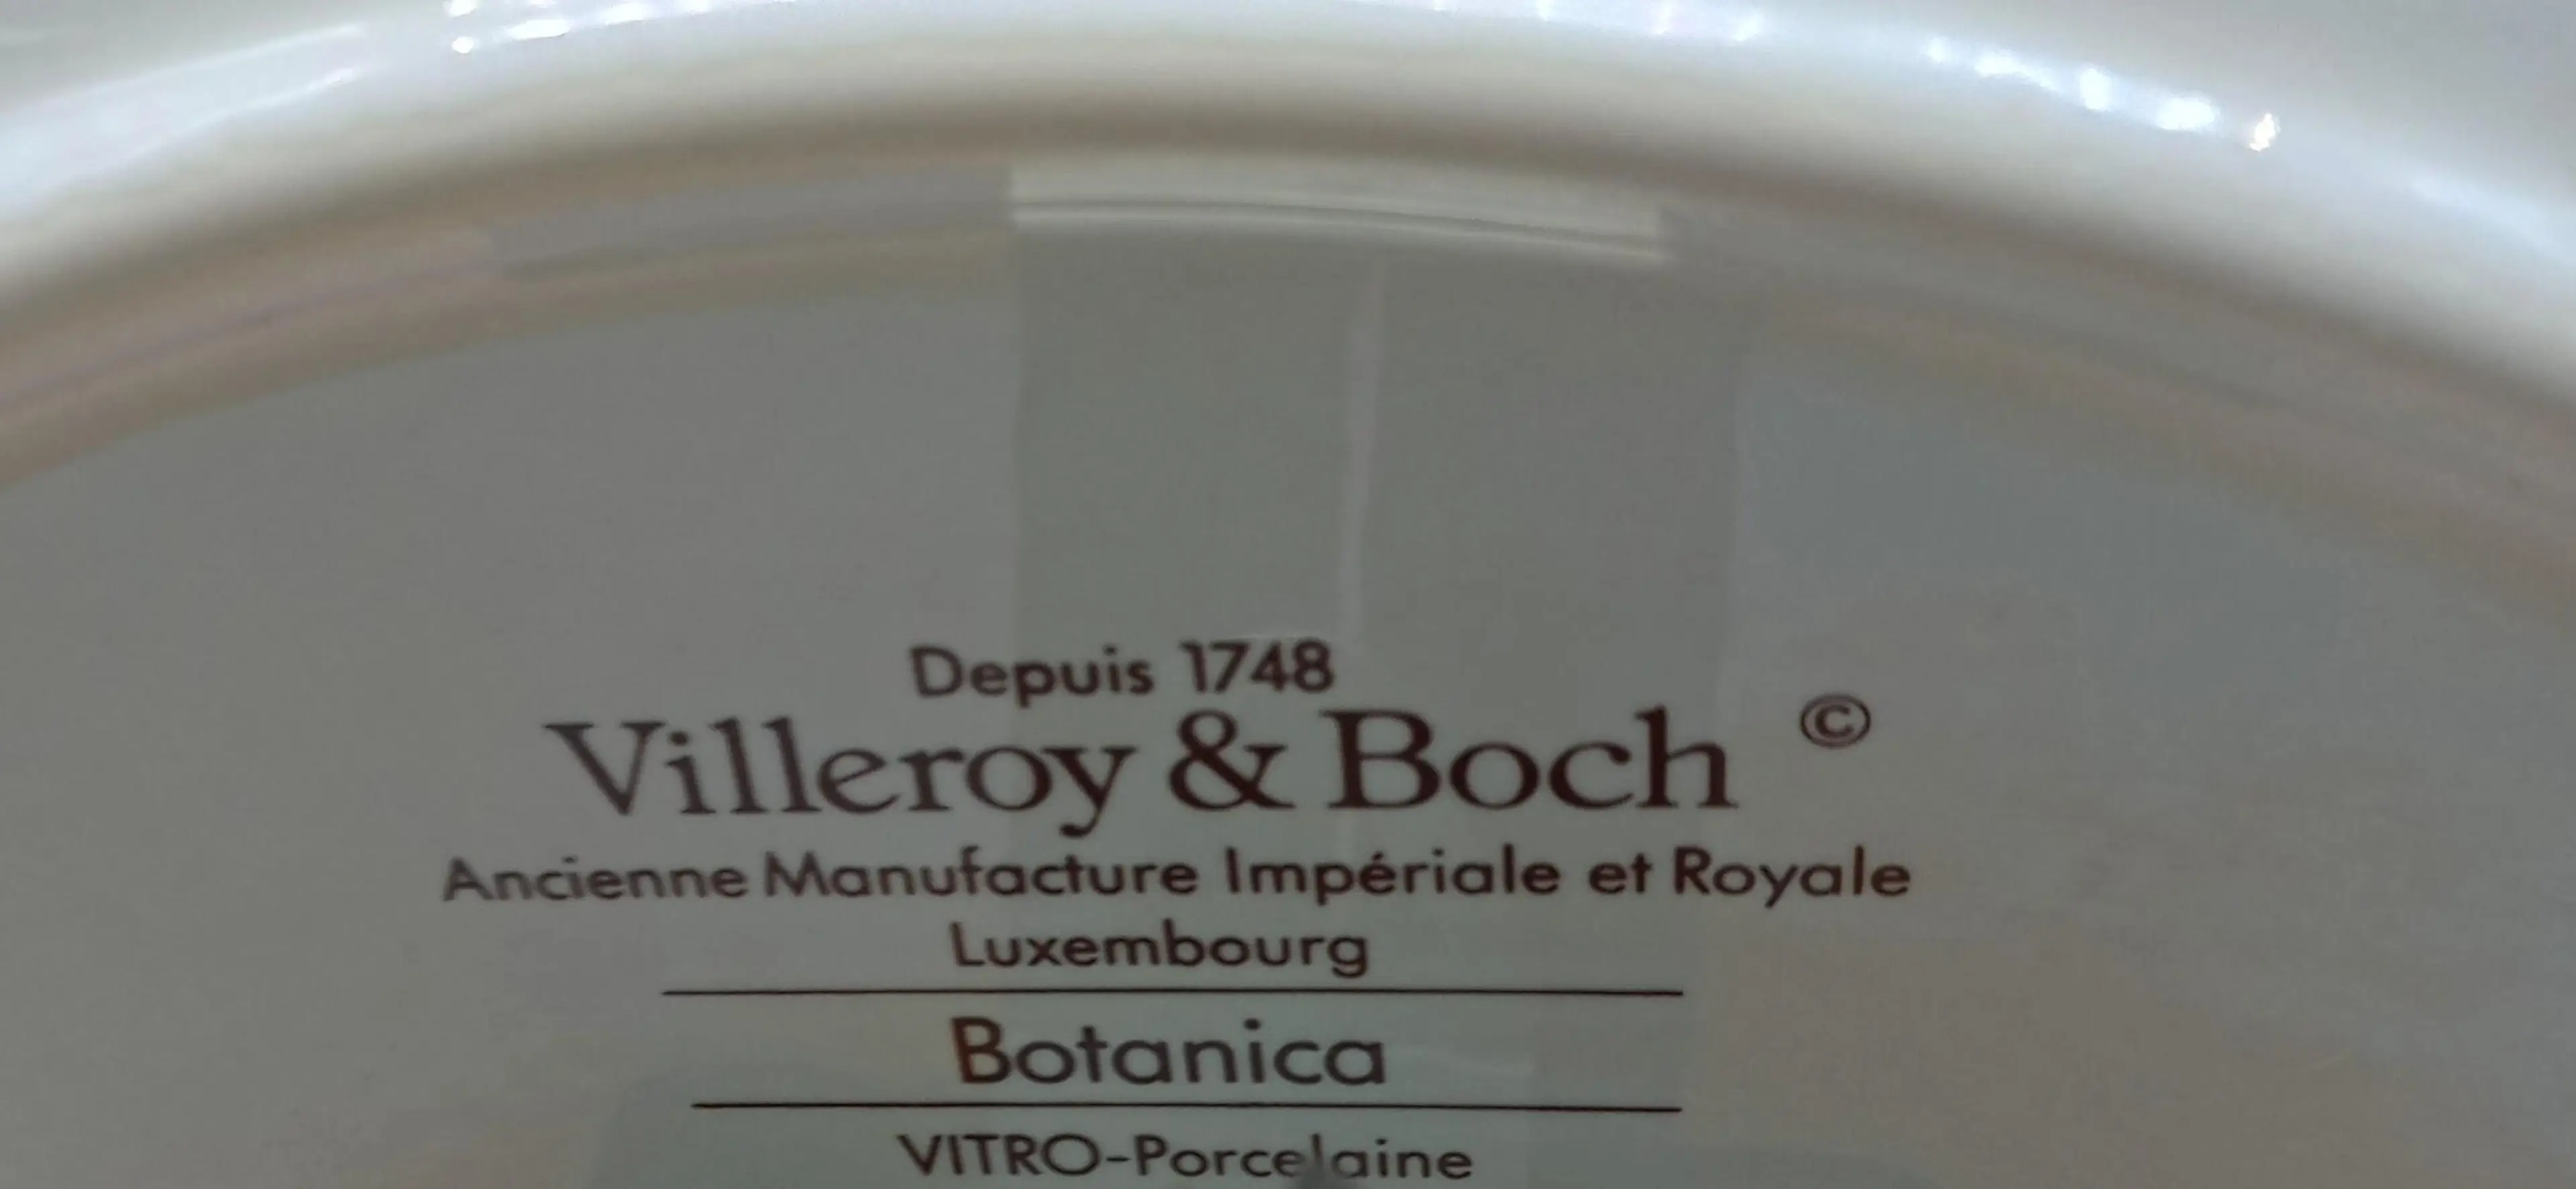 Depuis 1748
Villeroy & Boch ©
Ancienne Manufacture Impériale et Royale
Luxembourg
Botanica
VITRO-Porcelaine